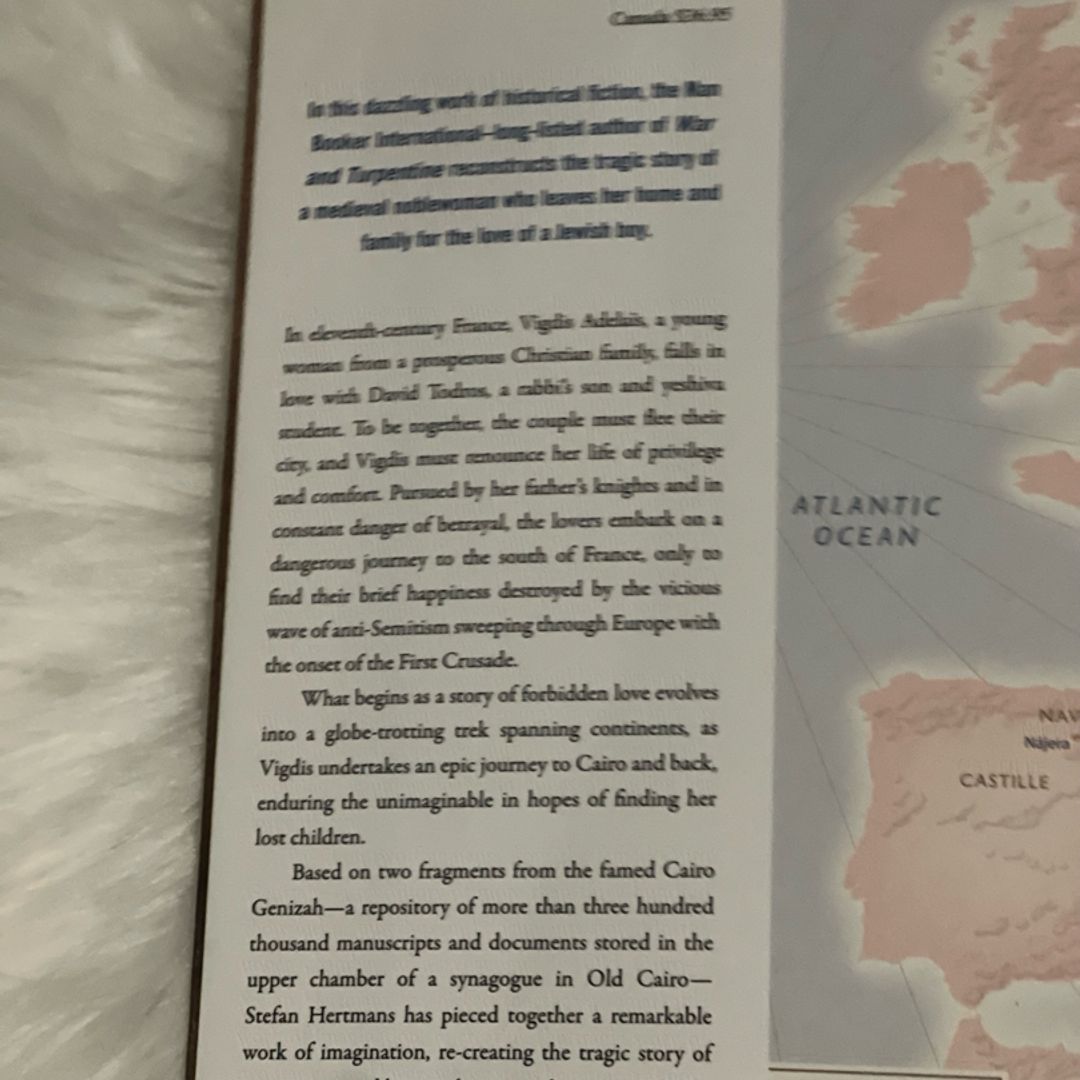 Canada $36.95
In this dazzling work of historical fiction, the Man
Booker International–long-listed author of War
and Turpentine reconstructs the tragic story of
a medieval noblewoman who leaves her home and
family for the love of a Jewish boy.
In eleventh-century France, Vigdis Adelaïs, a young
woman from a prosperous Christian family, falls in
love with David Todros, a rabbi's son and yeshiva
student. To be together, the couple must flee their
city, and Vigdis must renounce her life of privilege
and comfort. Pursued by her father's knights and in
constant danger of betrayal, the lovers embark on a
dangerous journey to the south of France, only to
find their brief happiness destroyed by the vicious
wave of anti-Semitism sweeping through Europe with
the onset of the First Crusade.
What begins as a story of forbidden love evolves
into a globe-trotting trek spanning continents, as
Vigdis undertakes an epic journey to Cairo and back,
enduring the unimaginable in hopes of finding her
lost children.
Based on two fragments from the famed Cairo
Genizah—a repository of more than three hundred
thousand manuscripts and documents stored in the
upper chamber of a synagogue in Old Cairo—
Stefan Hertmans has pieced together a remarkable
work of imagination, re-creating the tragic story of
ATLANTIC
OCEAN
NAV
Nájera
CASTILLE